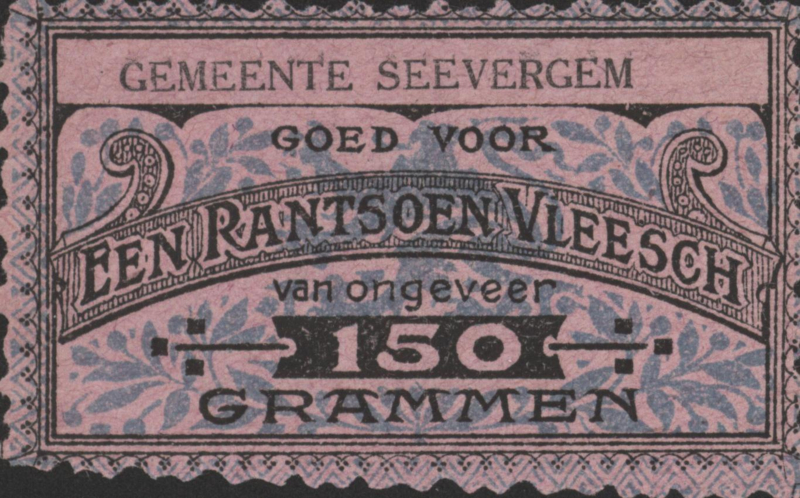 GEMEENTE SEEVERGEM
GOED VOOR
EEN RANTSOEN VLEESCH
van ongeveer
150
GRAMMEN